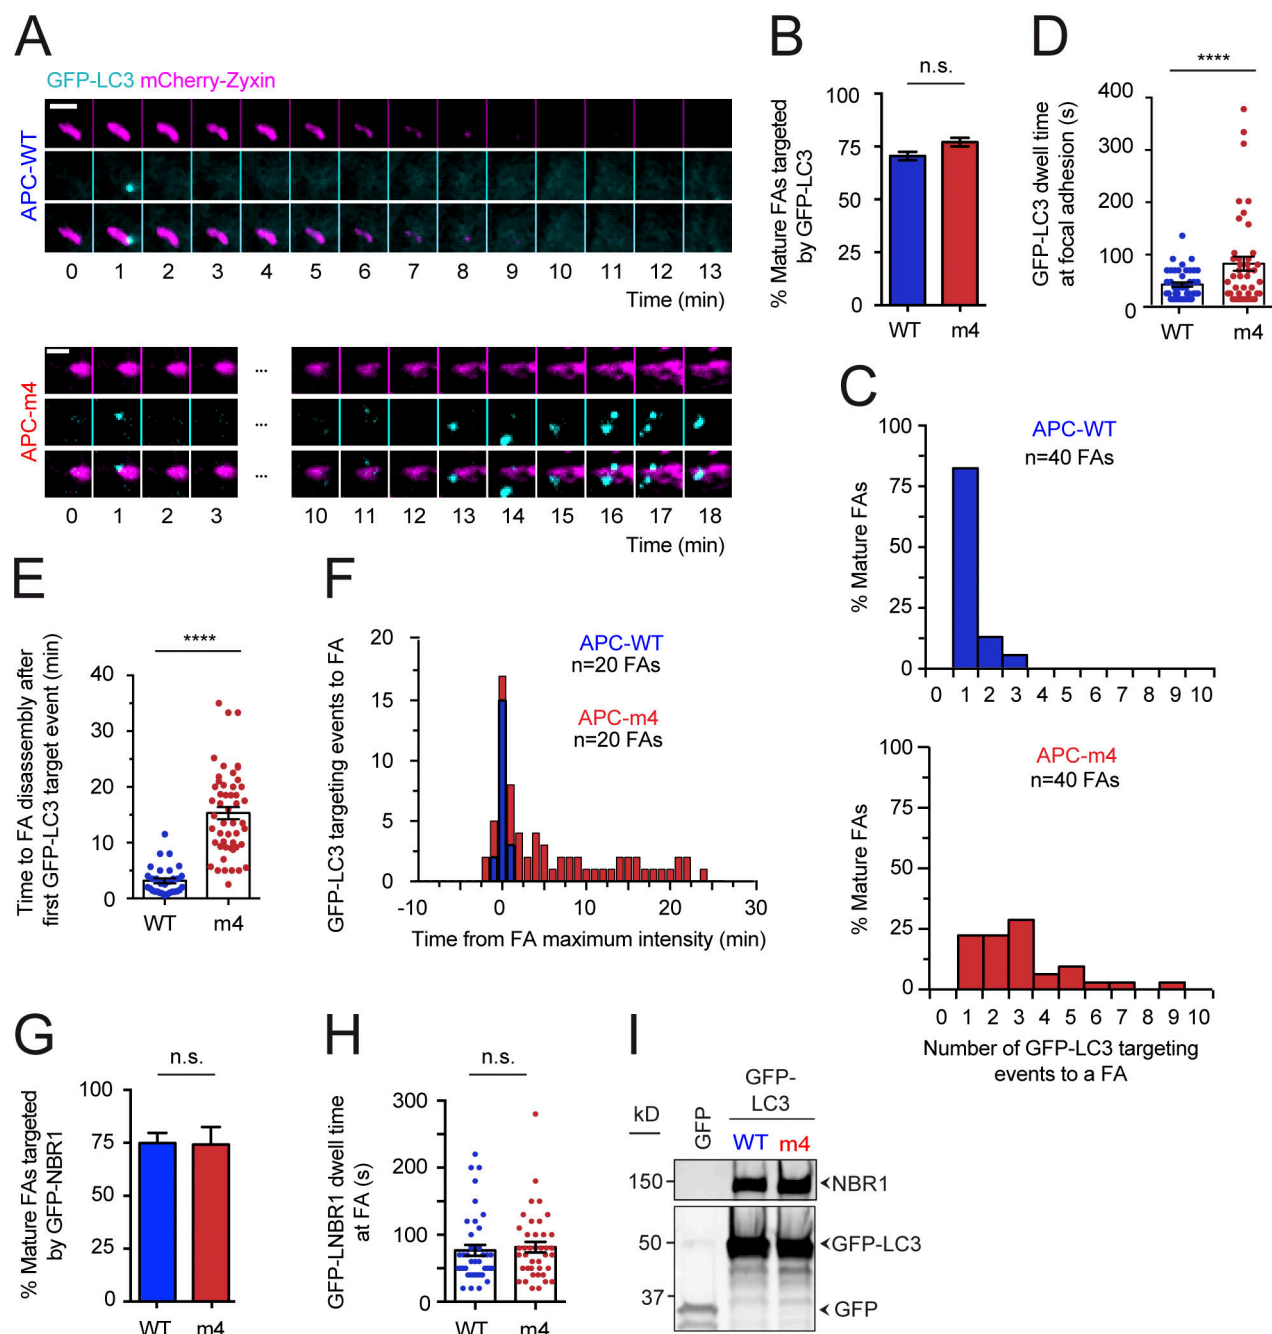 A
GFP-LC3 mCherry-Zyxin
APC-WT
0 1 2 3 4 5 6 7 8 9 10 11 12 13
Time (min)
APC-m4
... 
...
...
0 1 2 3 10 11 12 13 14 15 16 17 18
Time (min)
B
n.s.
% Mature FAs targeted
by GFP-LC3
100
75
50
25
0
WT m4
D
****
GFP-LC3 dwell time
at focal adhesion (s)
400
300
200
100
0
WT m4
C
% Mature FAs
100
75
50
25
0
APC-WT
n=40 FAs
0 1 2 3 4 5 6 7 8 9 10
% Mature FAs
100
75
50
25
0
APC-m4
n=40 FAs
0 1 2 3 4 5 6 7 8 9 10
Number of GFP-LC3 targeting
events to a FA
E
****
Time to FA disassembly after
first GFP-LC3 target event (min)
40
30
20
10
0
WT m4
F
GFP-LC3 targeting events to FA
20
15
10
5
0
APC-WT
n=20 FAs
APC-m4
n=20 FAs
-10 0 10 20 30
Time from FA maximum intensity (min)
G
n.s.
% Mature FAs targeted
by GFP-NBR1
100
75
50
25
0
WT m4
H
n.s.
GFP-LNBR1 dwell time
at FA (s)
300
200
100
0
WT m4
I
GFP-
LC3
kD GFP WT m4
150 NBR1
50 GFP-LC3
37
GFP